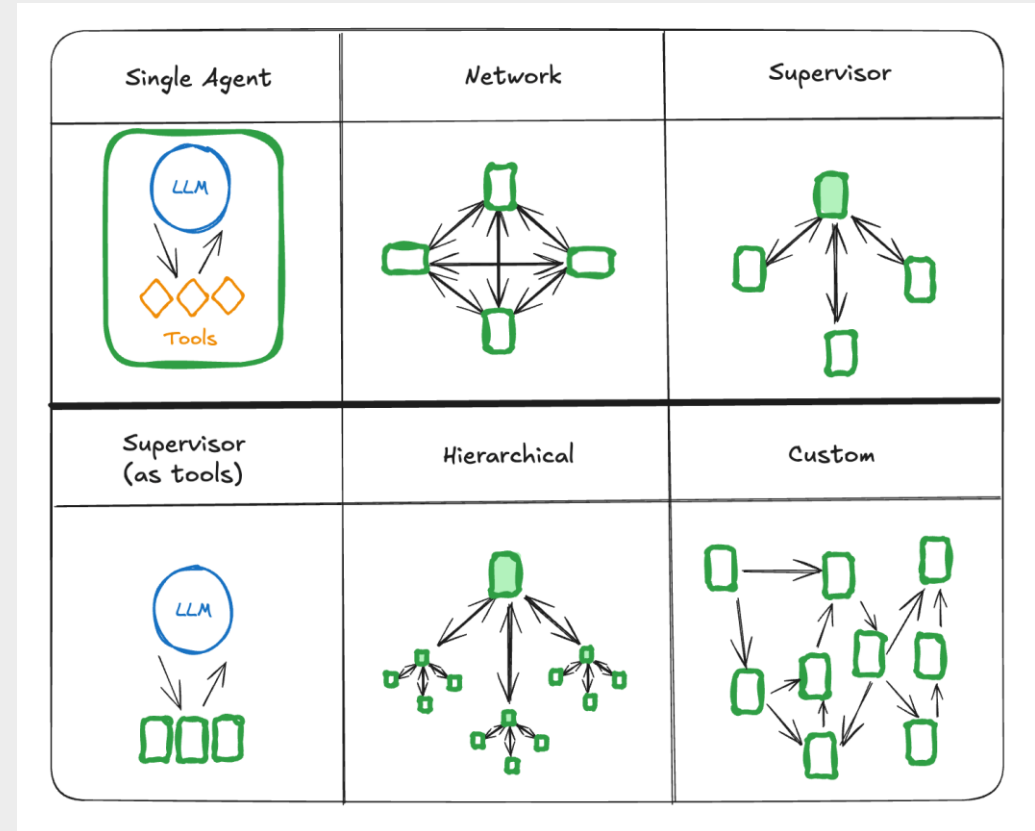 Single Agent
Network
Supervisor
LLM
Tools
Supervisor
(as tools)
Hierarchical
Custom
LLM